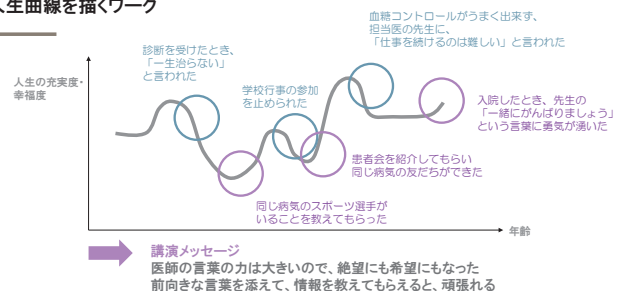 人生曲線を描くワーク
血糖コントロールがうまく出来ず、
担当医の先生に、
「仕事を続けるのは難しい」と言われた
診断を受けたとき、
「一生治らない」
と言われた
人生の充実度・
幸福度
学校行事の参加
を止められた
入院したとき、先生の
「一緒にがんばりましょう」
という言葉に勇気が湧いた
患者会を紹介してもらい
同じ病気の友だちができた
同じ病気のスポーツ選手が
いることを教えてもらった
年齢
講演メッセージ
医師の言葉の力は大きいので、絶望にも希望にもなった
前向きな言葉を添えて、情報を教えてもらえると、頑張れる